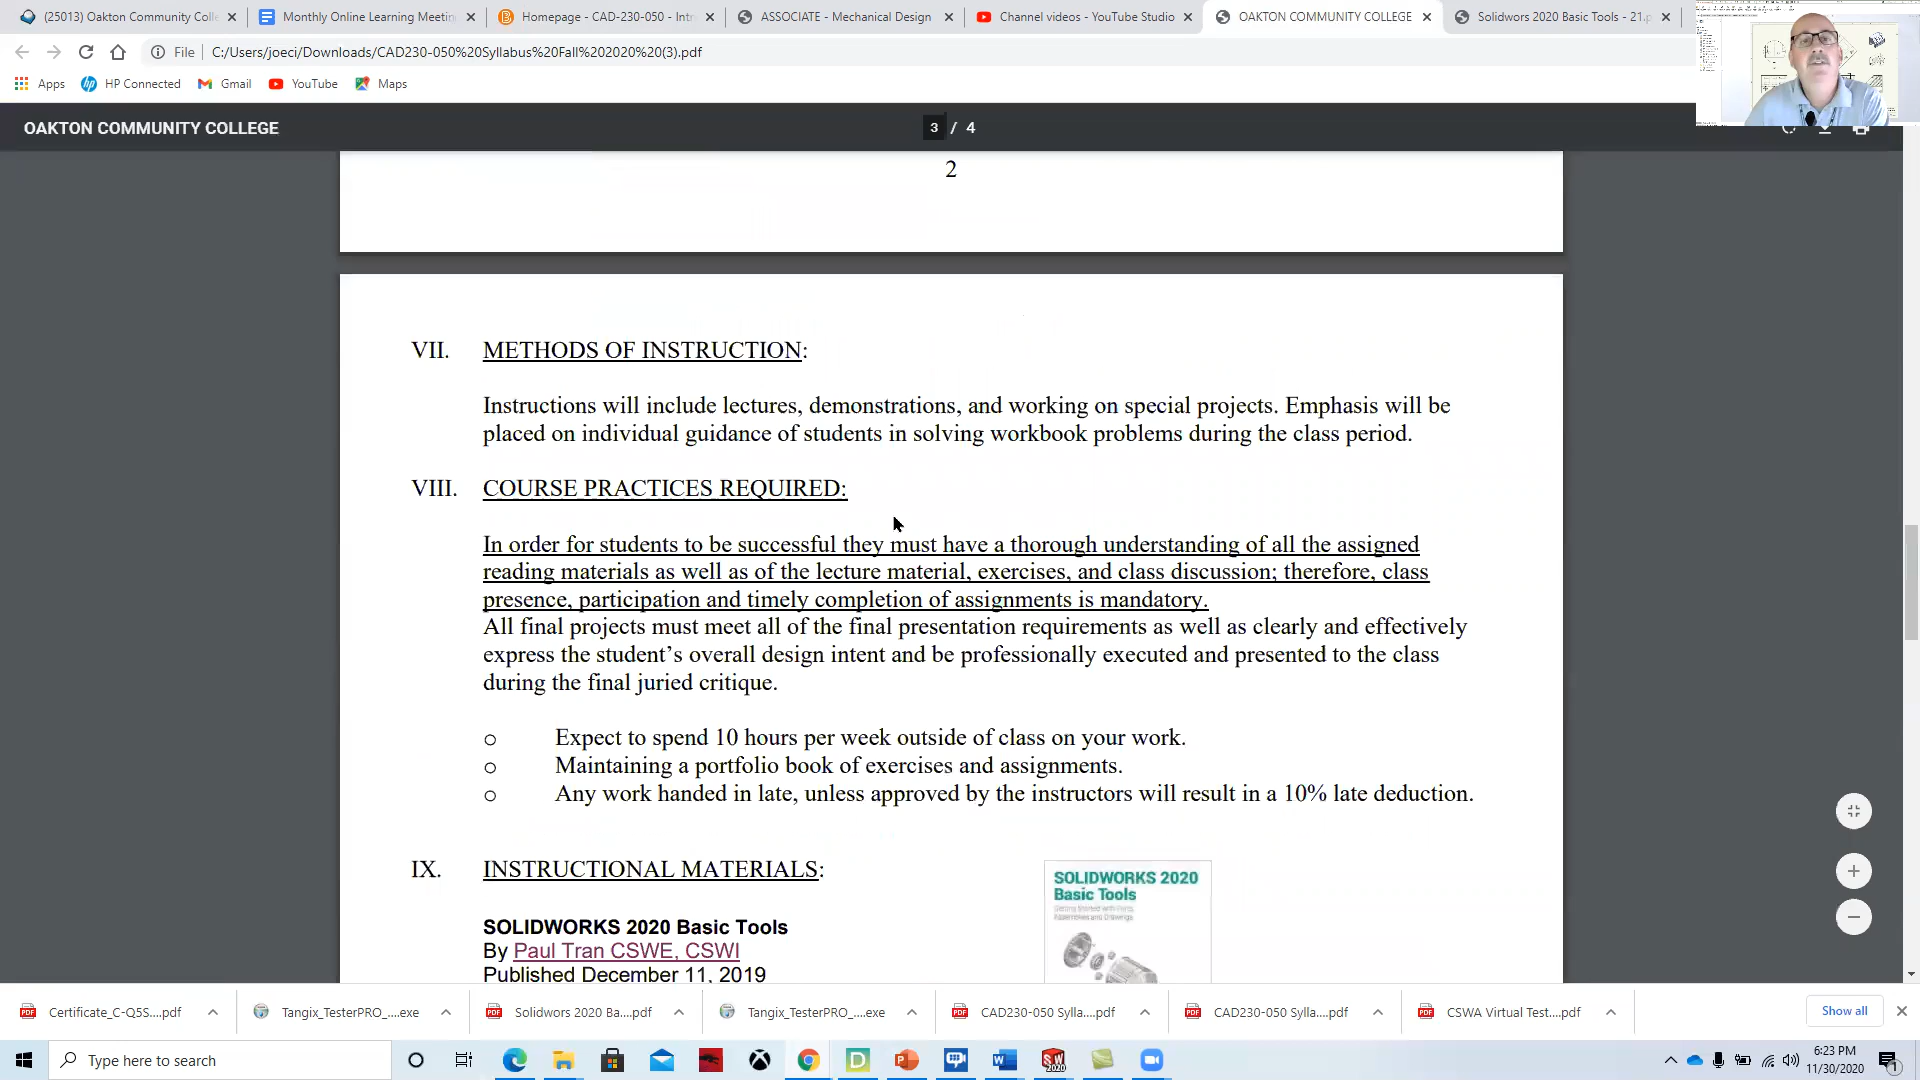 (25013) Oakton Community Coll
Monthly Online Learning Meetin
Homepage - CAD-230-050 - Intr
ASSOCIATE - Mechanical Design
Channel videos - YouTube Studio
OAKTON COMMUNITY COLLEGE
Solidwors 2020 Basic Tools - 21.p
File C:/Users/joeci/Downloads/CAD230-050%20Syllabus%20Fall%202020%20(3).pdf
Apps HP Connected Gmail YouTube Maps
OAKTON COMMUNITY COLLEGE 3 / 4
2
VII. METHODS OF INSTRUCTION:
Instructions will include lectures, demonstrations, and working on special projects. Emphasis will be
placed on individual guidance of students in solving workbook problems during the class period.
VIII. COURSE PRACTICES REQUIRED:
In order for students to be successful they must have a thorough understanding of all the assigned
reading materials as well as of the lecture material, exercises, and class discussion; therefore, class
presence, participation and timely completion of assignments is mandatory.
All final projects must meet all of the final presentation requirements as well as clearly and effectively
express the student’s overall design intent and be professionally executed and presented to the class
during the final juried critique.
o Expect to spend 10 hours per week outside of class on your work.
o Maintaining a portfolio book of exercises and assignments.
o Any work handed in late, unless approved by the instructors will result in a 10% late deduction.
IX. INSTRUCTIONAL MATERIALS:
SOLIDWORKS 2020
Basic Tools
Getting Started with Parts,
Assemblies and Drawings
SOLIDWORKS 2020 Basic Tools
By Paul Tran CSWE, CSWI
Published December 11, 2019
Certificate_C-Q5S....pdf
Tangix_TesterPRO_....exe
Solidwors 2020 Ba....pdf
Tangix_TesterPRO_....exe
CAD230-050 Sylla....pdf
CAD230-050 Sylla....pdf
CSWA Virtual Test....pdf
Show all
Type here to search
6:23 PM
11/30/2020